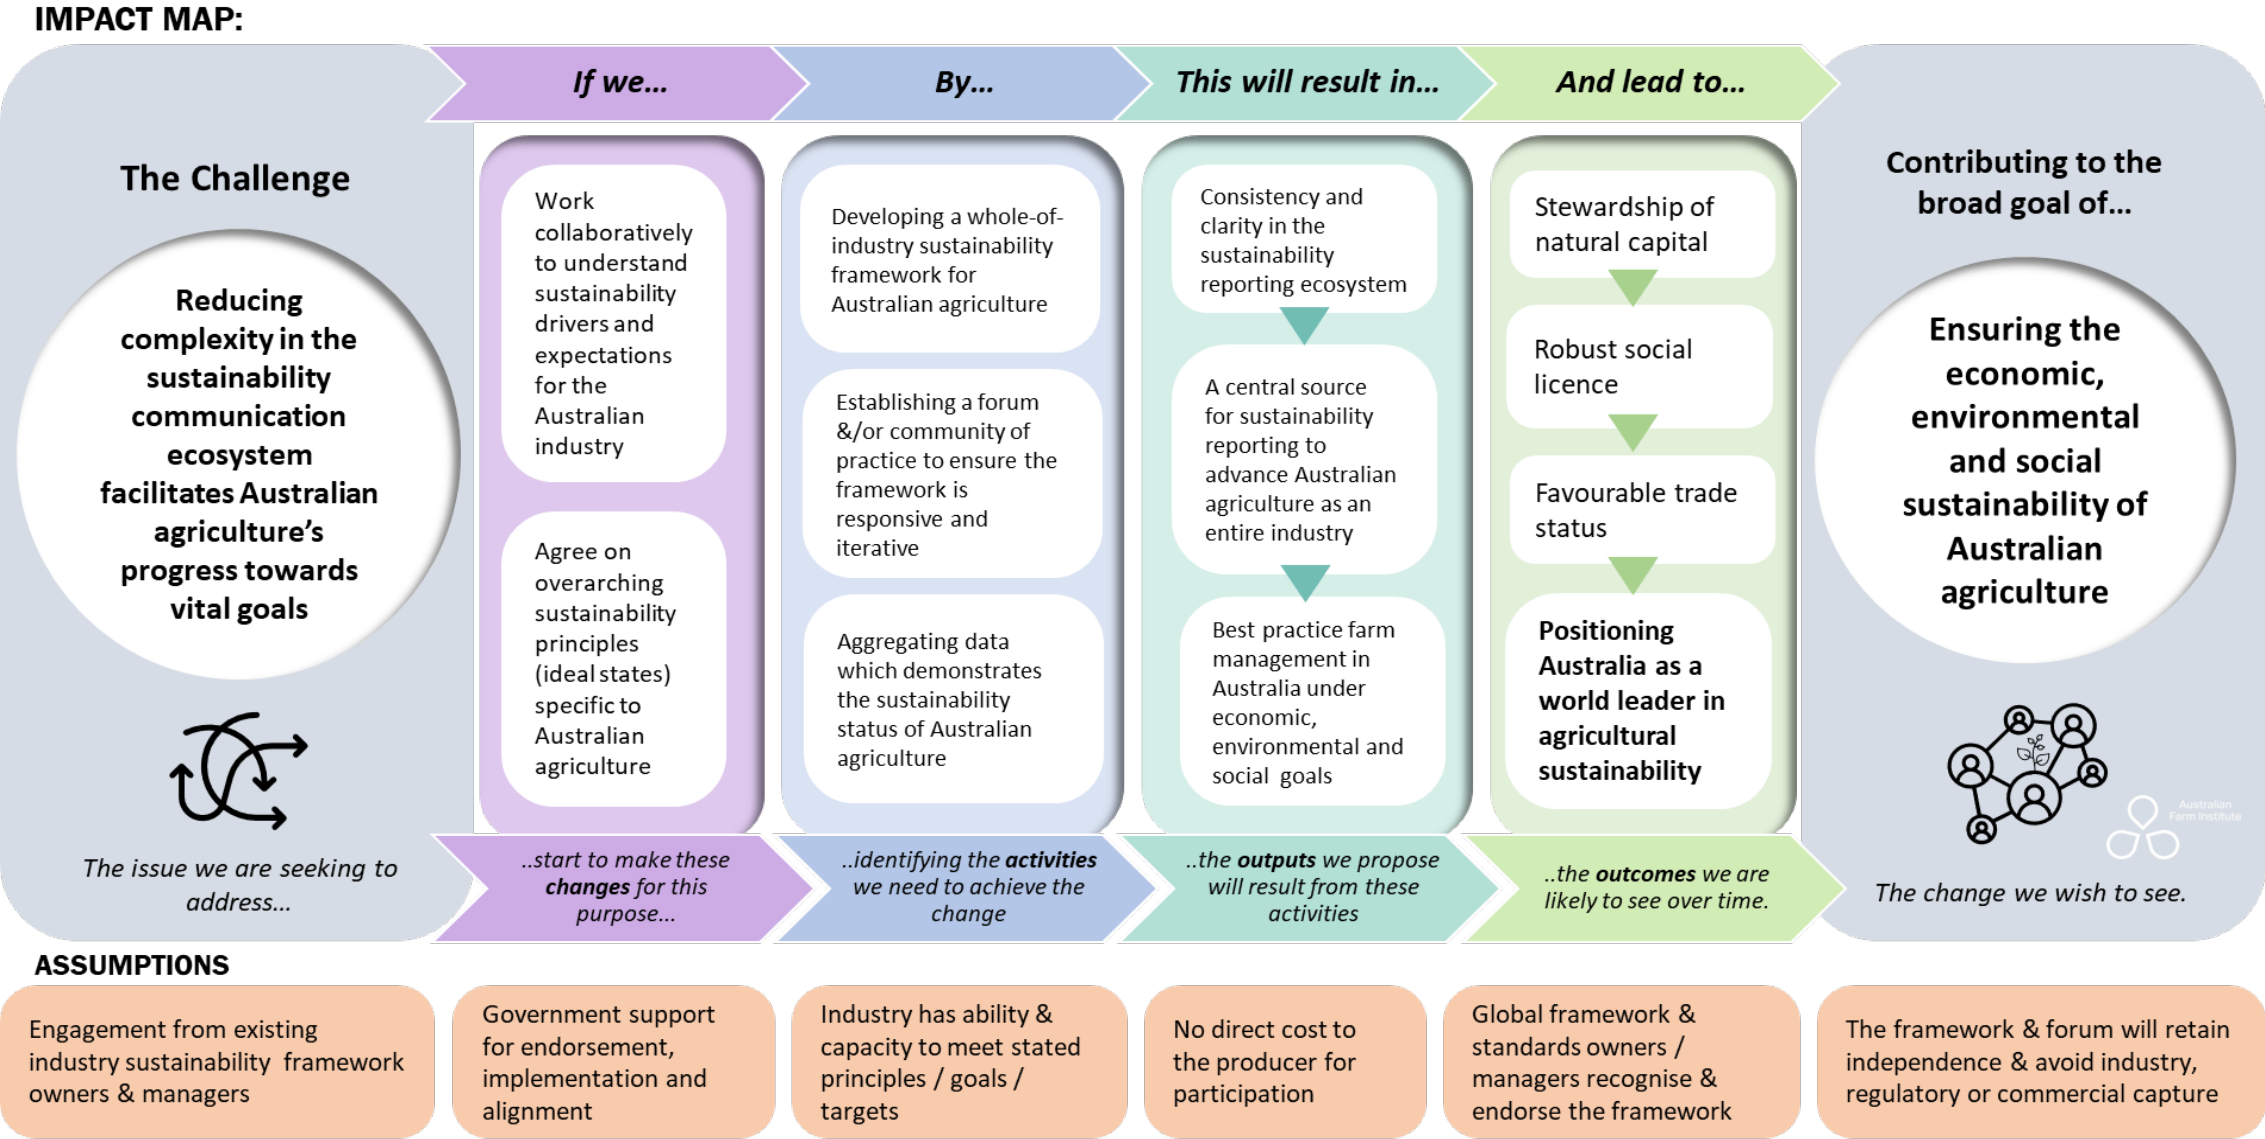 IMPACT MAP:
If we...
By...
This will result in...
And lead to...
The Challenge
Reducing
complexity in the
sustainability
communication
ecosystem
facilitates Australian
agriculture’s
progress towards
vital goals
The issue we are seeking to
address...
Work
collaboratively
to understand
sustainability
drivers and
expectations
for the
Australian
industry
Agree on
overarching
sustainability
principles
(ideal states)
specific to
Australian
agriculture
..start to make these
changes for this
purpose...
Developing a whole-of-
industry sustainability
framework for
Australian agriculture
Establishing a forum
&/or community of
practice to ensure the
framework is
responsive and
iterative
Aggregating data
which demonstrates
the sustainability
status of Australian
agriculture
..identifying the activities
we need to achieve the
change
Consistency and
clarity in the
sustainability
reporting ecosystem
A central source
for sustainability
reporting to
advance Australian
agriculture as an
entire industry
Best practice farm
management in
Australia under
economic,
environmental and
social goals
..the outputs we propose
will result from these
activities
Stewardship of
natural capital
Robust social
licence
Favourable trade
status
Positioning
Australia as a
world leader in
agricultural
sustainability
..the outcomes we are
likely to see over time.
Contributing to the
broad goal of...
Ensuring the
economic,
environmental
and social
sustainability of
Australian
agriculture
Australian
Farm Institute
The change we wish to see.
ASSUMPTIONS
Engagement from existing
industry sustainability framework
owners & managers
Government support
for endorsement,
implementation and
alignment
Industry has ability &
capacity to meet stated
principles / goals /
targets
No direct cost to
the producer for
participation
Global framework &
standards owners /
managers recognise &
endorse the framework
The framework & forum will retain
independence & avoid industry,
regulatory or commercial capture